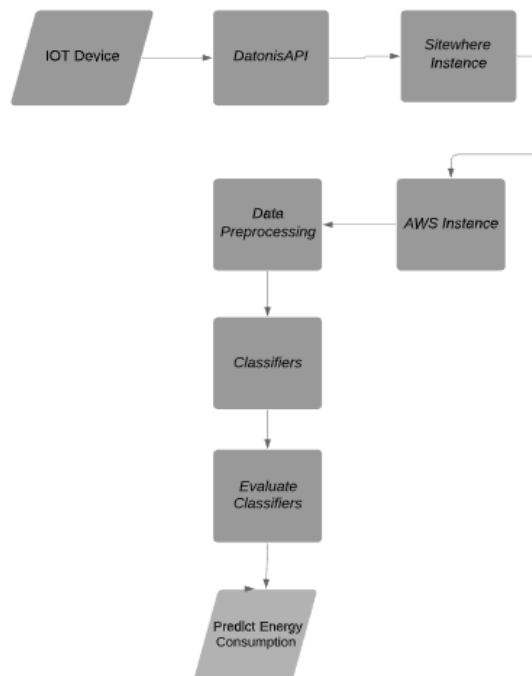 IOT Device
DatonisAPI
Sitewhere
Instance
Data
Preprocessing
AWS Instance
Classifiers
Evaluate
Classifiers
Predict Energy
Consumption